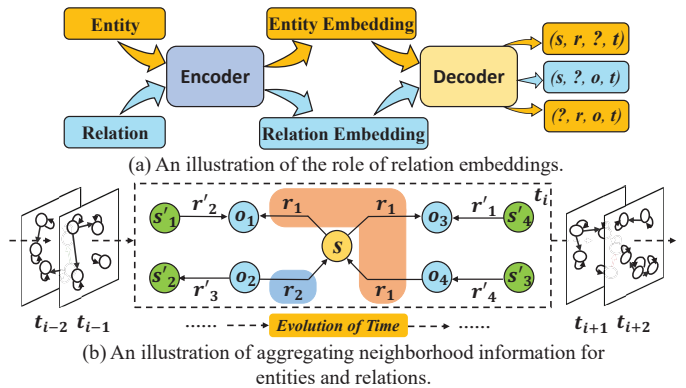 Entity
Entity Embedding
(s, r, ?, t)
Encoder
Decoder
(s, ?, o, t)
Relation
Relation Embedding
(?, r, o, t)
(a) An illustration of the role of relation embeddings.
t_i
s'_1
r'_2
o_1
r_1
r_1
o_3
r'_1
s'_4
s
s'_2
r'_3
o_2
r_2
r_1
o_4
r'_4
s'_3
t_{i-2}
t_{i-1}
...... Evolution of Time ......
t_{i+1}
t_{i+2}
(b) An illustration of aggregating neighborhood information for
entities and relations.